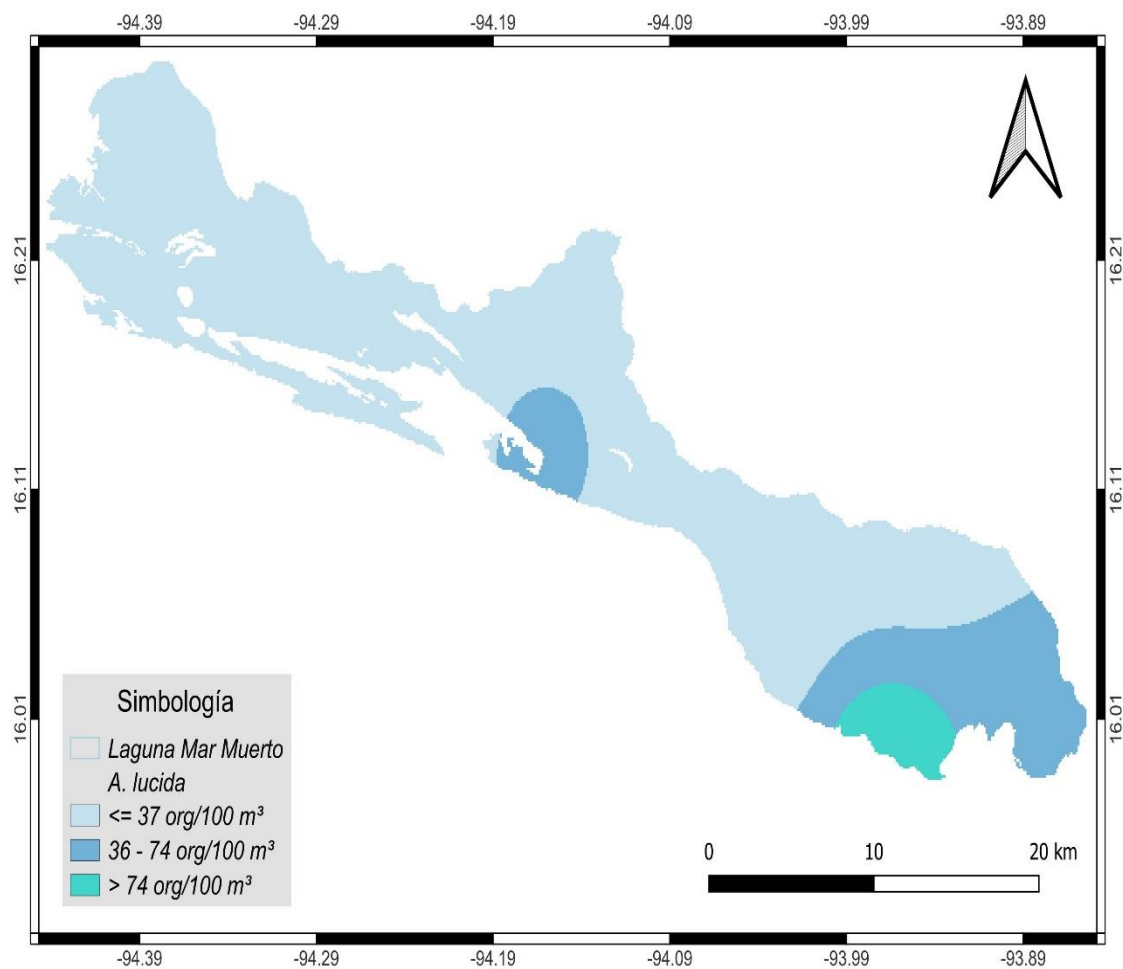 -94.39 -94.29 -94.19 -94.09 -93.99 -93.89
16.21 16.21
16.11 16.11
16.01 16.01
Simbología
Laguna Mar Muerto
A. lucida
<= 37 org/100 m³
36 - 74 org/100 m³
> 74 org/100 m³
0 10 20 km
-94.39 -94.29 -94.19 -94.09 -93.99 -93.89